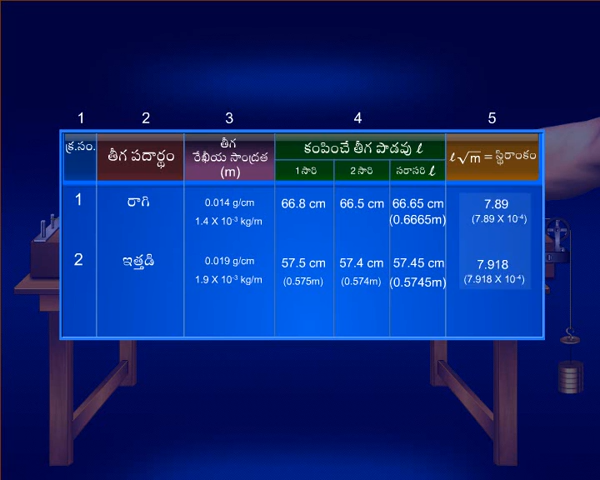 1 2 3 4 5
క్ర.సం. తీగ పదార్థం తీగ రేఖీయ సాంద్రత (m) కంపించే తీగ పొడవు ℓ ℓ√m = స్థిరాంకం
1సారి 2సారి సరాసరి ℓ
1 రాగి 0.014 g/cm 66.8 cm 66.5 cm 66.65 cm 7.89
1.4 X 10⁻³ kg/m (0.6665m) (7.89 X 10⁻⁴)
2 ఇత్తడి 0.019 g/cm 57.5 cm 57.4 cm 57.45 cm 7.918
1.9 X 10⁻³ kg/m (0.575m) (0.574m) (0.5745m) (7.918 X 10⁻⁴)